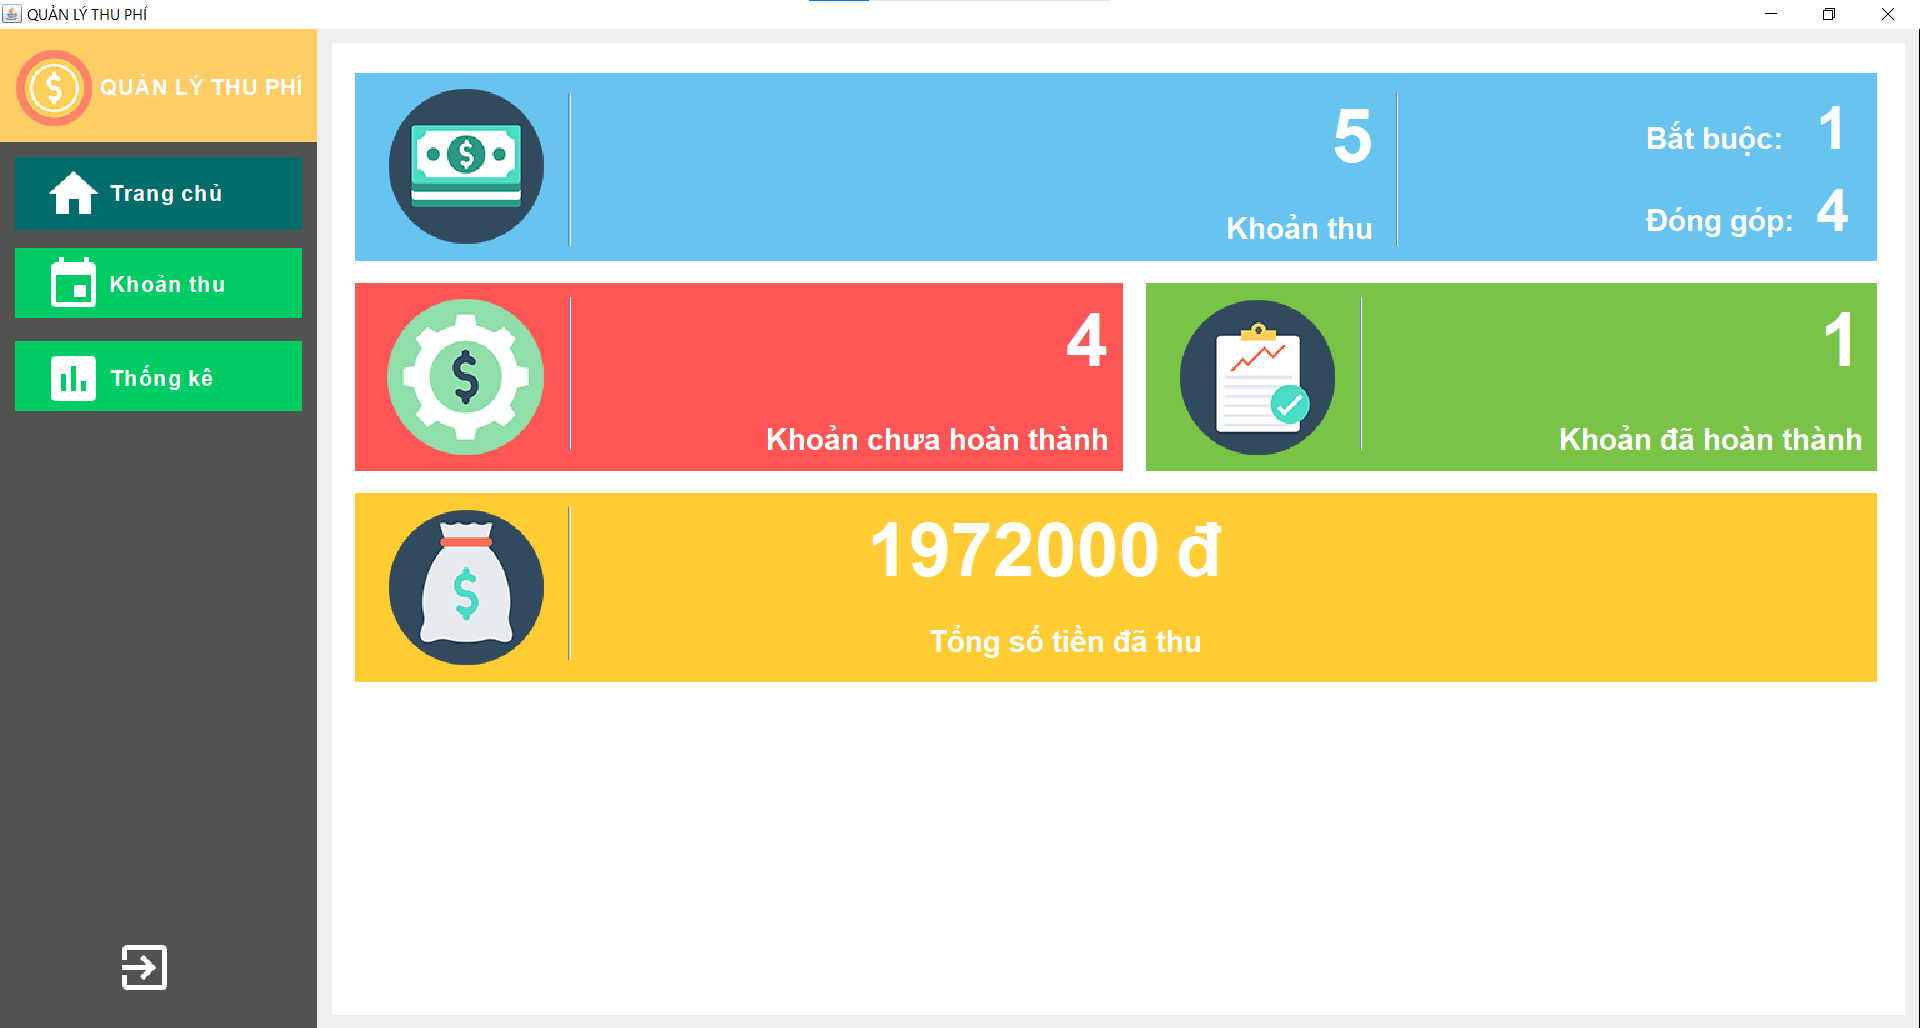 QUẢN LÝ THU PHÍ
QUẢN LÝ THU PHÍ
Trang chủ
Khoản thu
Thống kê
5
Khoản thu
Bắt buộc: 1
Đóng góp: 4
4
Khoản chưa hoàn thành
1
Khoản đã hoàn thành
1972000 đ
Tổng số tiền đã thu